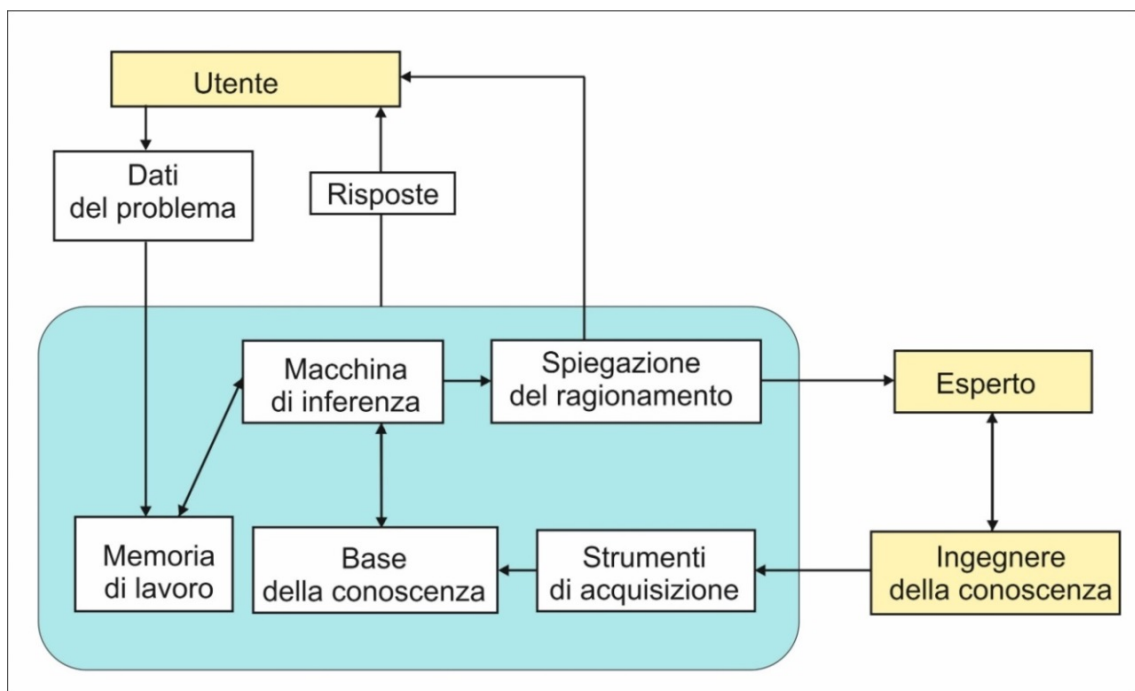 Utente
Dati
del problema
Risposte
Macchina
di inferenza
Spiegazione
del ragionamento
Esperto
Memoria
di lavoro
Base
della conoscenza
Strumenti
di acquisizione
Ingegnere
della conoscenza